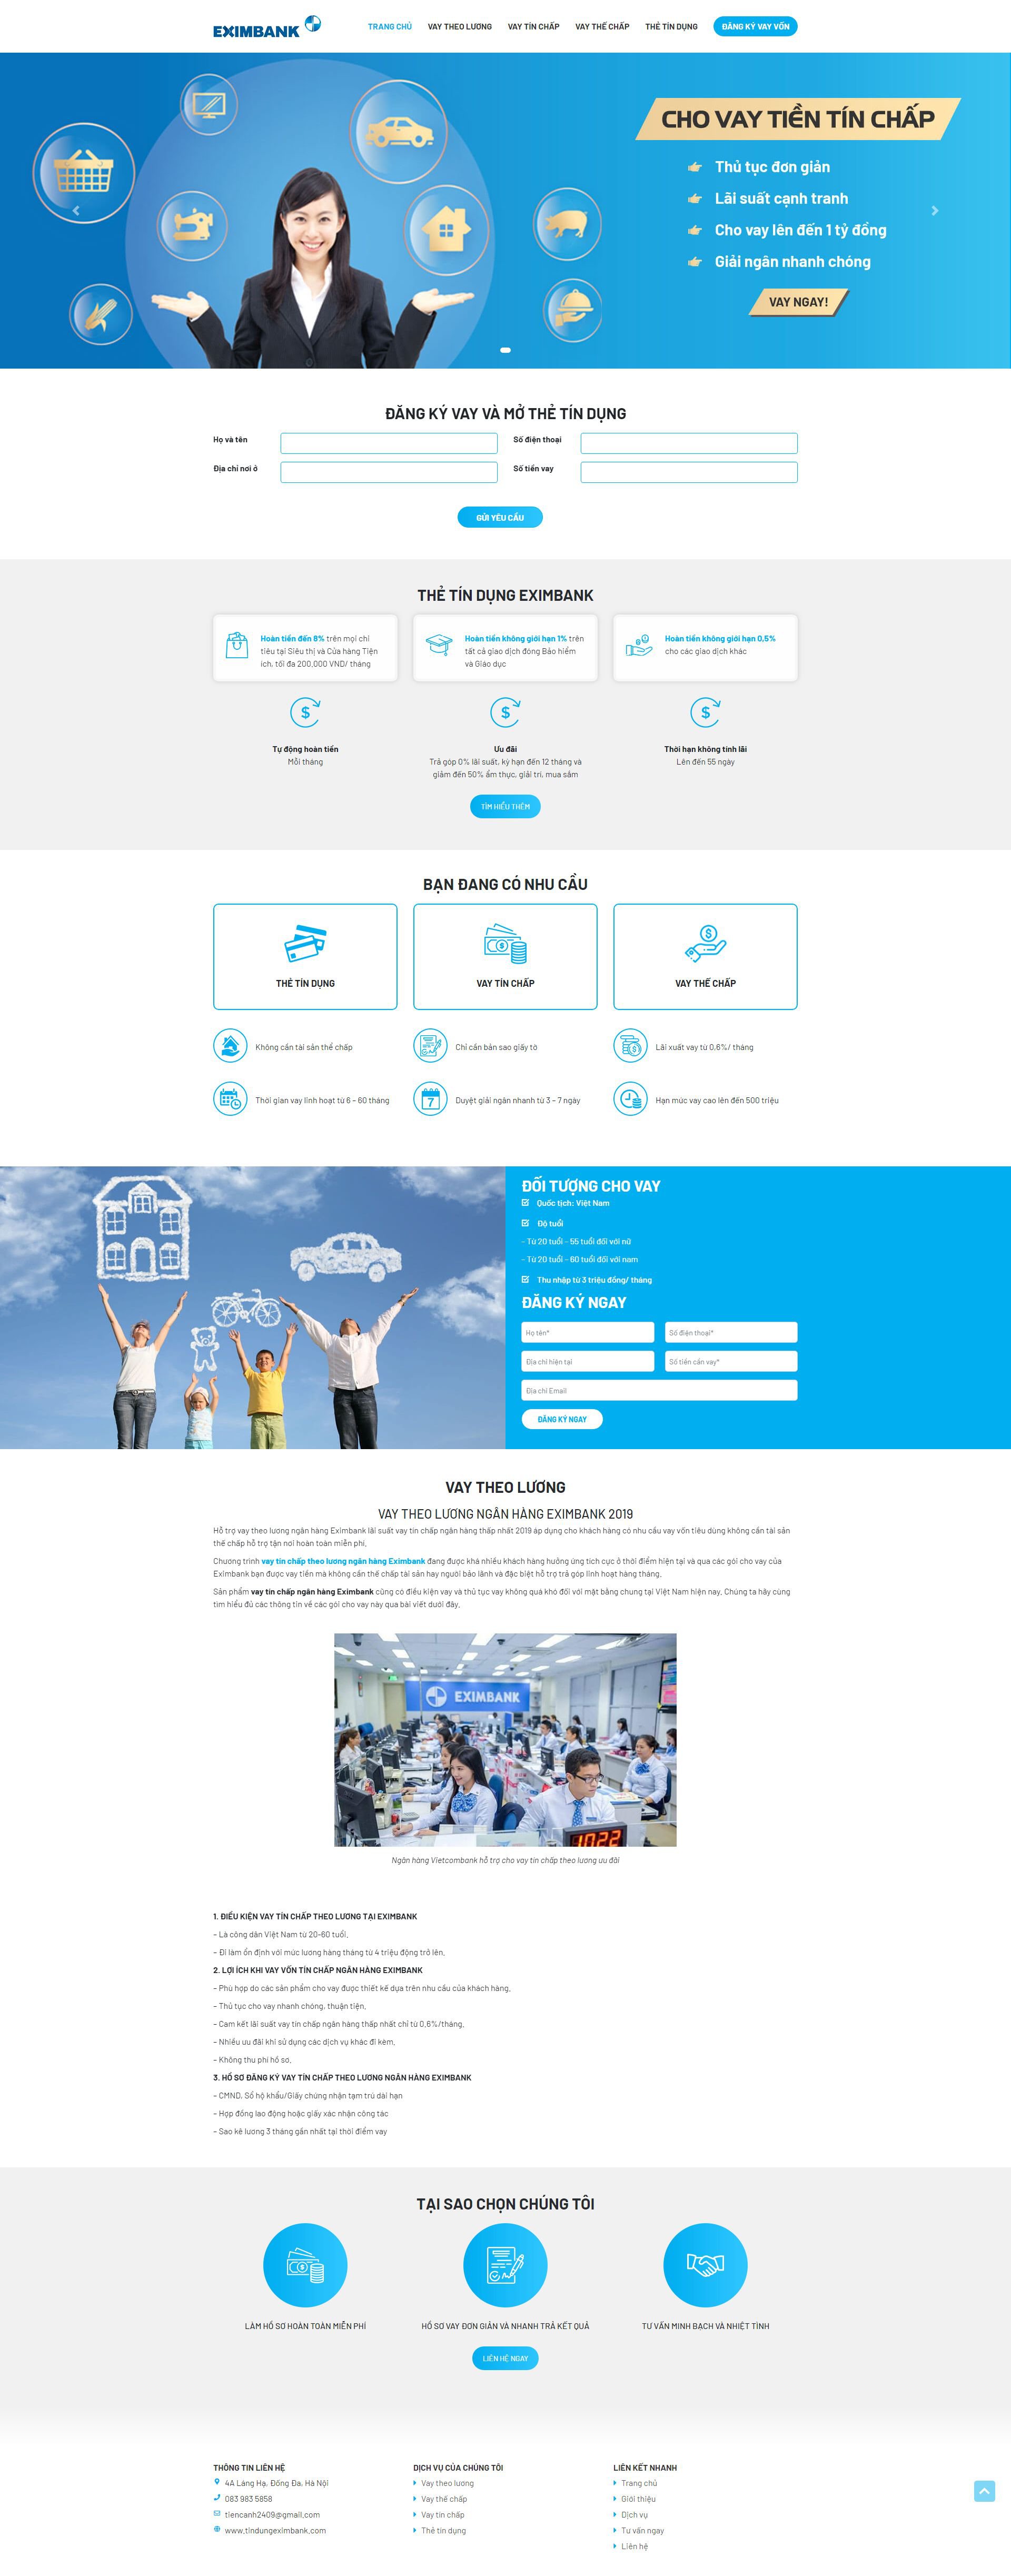 EXIMBANK
TRANG CHỦ
VAY THEO LƯƠNG
VAY TÍN CHẤP
VAY THẾ CHẤP
THẺ TÍN DỤNG
ĐĂNG KÝ VAY VỐN
CHO VAY TIỀN TÍN CHẤP
Thủ tục đơn giản
Lãi suất cạnh tranh
Cho vay lên đến 1 tỷ đồng
Giải ngân nhanh chóng
VAY NGAY!
ĐĂNG KÝ VAY VÀ MỞ THẺ TÍN DỤNG
Họ và tên
Số điện thoại
Địa chỉ nơi ở
Số tiền vay
GỬI YÊU CẦU
THẺ TÍN DỤNG EXIMBANK
Hoàn tiền đến 8% trên mọi chi
tiêu tại Siêu thị và Cửa hàng Tiện
ích, tối đa 200,000 VND/ tháng
Hoàn tiền không giới hạn 1% trên
tất cả giao dịch đóng Bảo hiểm
và Giáo dục
Hoàn tiền không giới hạn 0,5%
cho các giao dịch khác
Tự động hoàn tiền
Mỗi tháng
Ưu đãi
Trả góp 0% lãi suất, kỳ hạn đến 12 tháng và
giảm đến 50% ẩm thực, giải trí, mua sắm
Thời hạn không tính lãi
Lên đến 55 ngày
TÌM HIỂU THÊM
BẠN ĐANG CÓ NHU CẦU
THẺ TÍN DỤNG
VAY TÍN CHẤP
VAY THẾ CHẤP
Không cần tài sản thế chấp
Chỉ cần bản sao giấy tờ
Lãi xuất vay từ 0,6%/ tháng
Thời gian vay linh hoạt từ 6 – 60 tháng
7
Duyệt giải ngân nhanh từ 3 – 7 ngày
Hạn mức vay cao lên đến 500 triệu
ĐỐI TƯỢNG CHO VAY
Quốc tịch: Việt Nam
Độ tuổi
- Từ 20 tuổi – 55 tuổi đối với nữ
- Từ 20 tuổi – 60 tuổi đối với nam
Thu nhập từ 3 triệu đồng/ tháng
ĐĂNG KÝ NGAY
Họ tên*
Số điện thoại*
Địa chỉ hiện tại
Số tiền cần vay*
Địa chỉ Email
ĐĂNG KÝ NGAY
VAY THEO LƯƠNG
VAY THEO LƯƠNG NGÂN HÀNG EXIMBANK 2019
Hỗ trợ vay theo lương ngân hàng Eximbank lãi suất vay tín chấp ngân hàng thấp nhất 2019 áp dụng cho khách hàng có nhu cầu vay vốn tiêu dùng không cần tài sản
thế chấp hỗ trợ tận nơi hoàn toàn miễn phí.
Chương trình vay tín chấp theo lương ngân hàng Eximbank đang được khá nhiều khách hàng hưởng ứng tích cực ở thời điểm hiện tại và qua các gói cho vay của
Eximbank bạn được vay tiền mà không cần thế chấp tài sản hay người bảo lãnh và đặc biệt hỗ trợ trả góp linh hoạt hàng tháng.
Sản phẩm vay tín chấp ngân hàng Eximbank cũng có điều kiện vay và thủ tục vay không quá khó đối với mặt bằng chung tại Việt Nam hiện nay. Chúng ta hãy cùng
tìm hiểu đủ các thông tin về các gói cho vay này qua bài viết dưới đây.
EXIMBANK
1022
Ngân hàng Vietcombank hỗ trợ cho vay tín chấp theo lương ưu đãi
1. ĐIỀU KIỆN VAY TÍN CHẤP THEO LƯƠNG TẠI EXIMBANK
– Là công dân Việt Nam từ 20-60 tuổi.
– Đi làm ổn định với mức lương hàng tháng từ 4 triệu động trở lên.
2. LỢI ÍCH KHI VAY VỐN TÍN CHẤP NGÂN HÀNG EXIMBANK
– Phù hợp do các sản phẩm cho vay được thiết kế dựa trên nhu cầu của khách hàng.
– Thủ tục cho vay nhanh chóng, thuận tiện.
– Cam kết lãi suất vay tín chấp ngân hàng thấp nhất chỉ từ 0.6%/tháng.
– Nhiều ưu đãi khi sử dụng các dịch vụ khác đi kèm.
– Không thu phí hồ sơ.
3. HỒ SƠ ĐĂNG KÝ VAY TÍN CHẤP THEO LƯƠNG NGÂN HÀNG EXIMBANK
– CMND, Sổ hộ khẩu/Giấy chứng nhận tạm trú dài hạn
– Hợp đồng lao động hoặc giấy xác nhận công tác
– Sao kê lương 3 tháng gần nhất tại thời điểm vay
TẠI SAO CHỌN CHÚNG TÔI
LÀM HỒ SƠ HOÀN TOÀN MIỄN PHÍ
HỒ SƠ VAY ĐƠN GIẢN VÀ NHANH TRẢ KẾT QUẢ
TƯ VẤN MINH BẠCH VÀ NHIỆT TÌNH
LIÊN HỆ NGAY
THÔNG TIN LIÊN HỆ
4A Láng Hạ, Đống Đa, Hà Nội
083 983 5858
tiencanh2409@gmail.com
www.tindungeximbank.com
DỊCH VỤ CỦA CHÚNG TÔI
Vay theo lương
Vay thế chấp
Vay tín chấp
Thẻ tín dụng
LIÊN KẾT NHANH
Trang chủ
Giới thiệu
Dịch vụ
Tư vấn ngay
Liên hệ